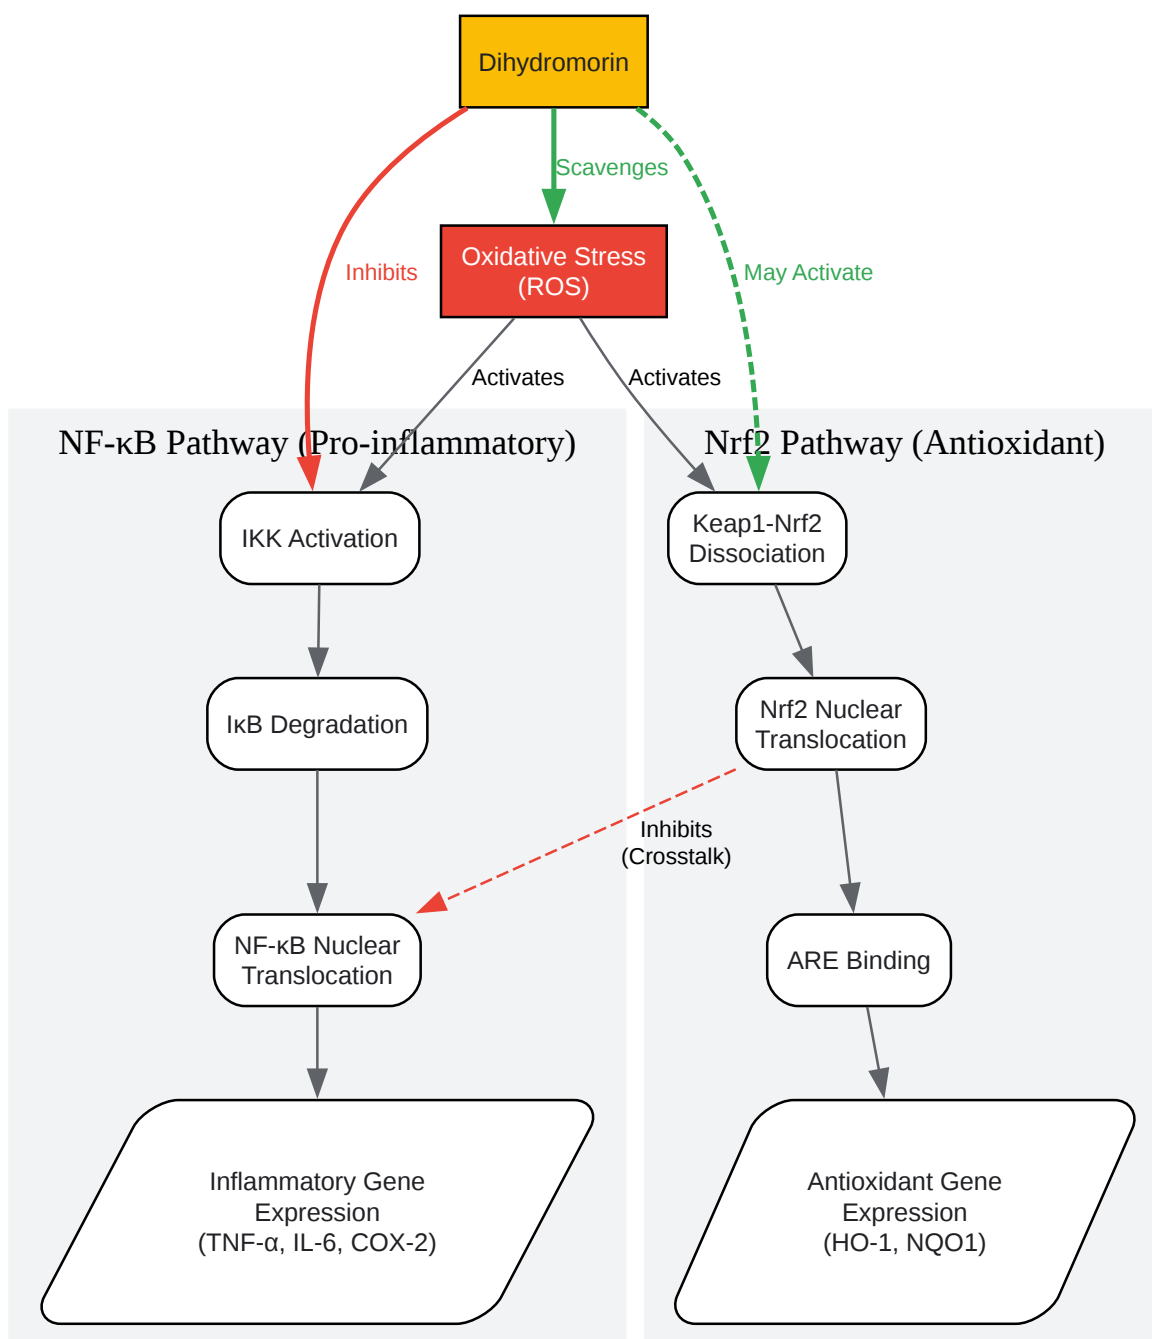 Dihydromorin
Scavenges
Oxidative Stress
(ROS)
Inhibits
May Activate
Activates
Activates
NF-κB Pathway (Pro-inflammatory)
Nrf2 Pathway (Antioxidant)
IKK Activation
Keap1-Nrf2
Dissociation
IκB Degradation
Nrf2 Nuclear
Translocation
Inhibits
(Crosstalk)
NF-κB Nuclear
Translocation
ARE Binding
Inflammatory Gene
Expression
(TNF-α, IL-6, COX-2)
Antioxidant Gene
Expression
(HO-1, NQO1)